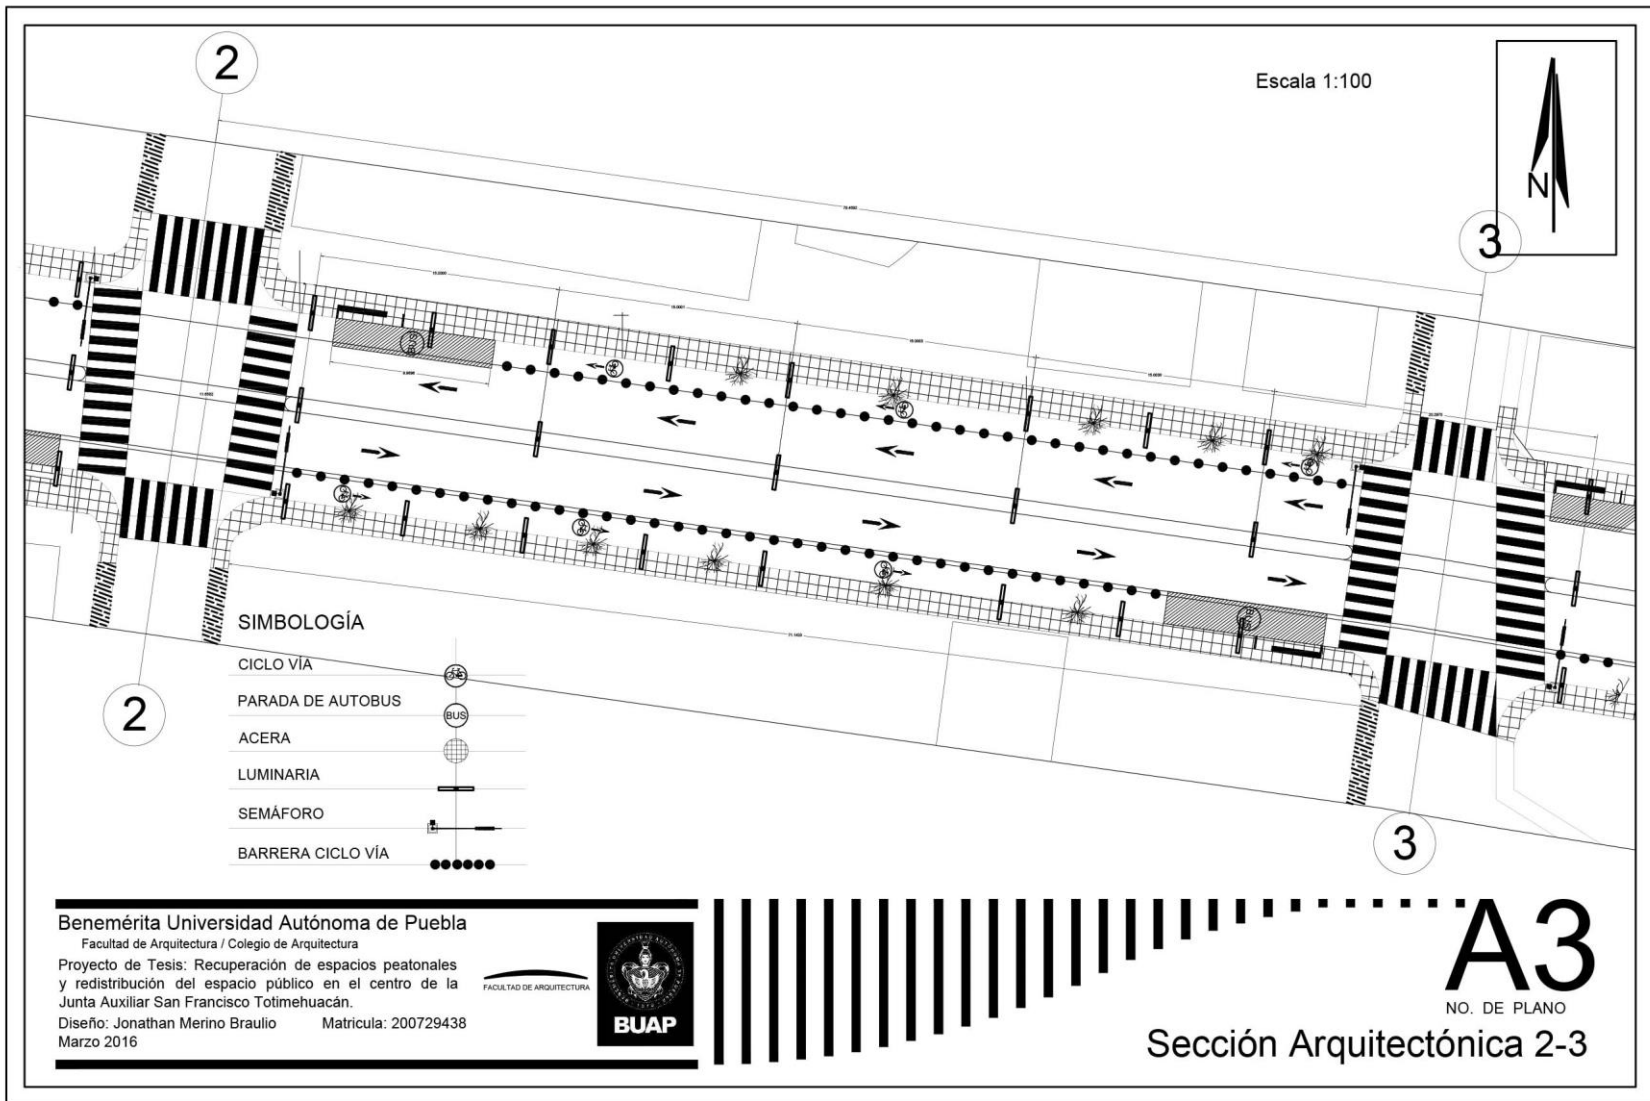 2
Escala 1:100
N
3
BUS
BUS
2
3
SIMBOLOGÍA
CICLO VÍA
PARADA DE AUTOBUS
BUS
ACERA
LUMINARIA
SEMÁFORO
BARRERA CICLO VÍA
Benemérita Universidad Autónoma de Puebla
Facultad de Arquitectura / Colegio de Arquitectura
Proyecto de Tesis: Recuperación de espacios peatonales
y redistribución del espacio público en el centro de la
Junta Auxiliar San Francisco Totimehuacán.
Diseño: Jonathan Merino Braulio Matricula: 200729438
Marzo 2016
FACULTAD DE ARQUITECTURA
BUAP
A3
NO. DE PLANO
Sección Arquitectónica 2-3